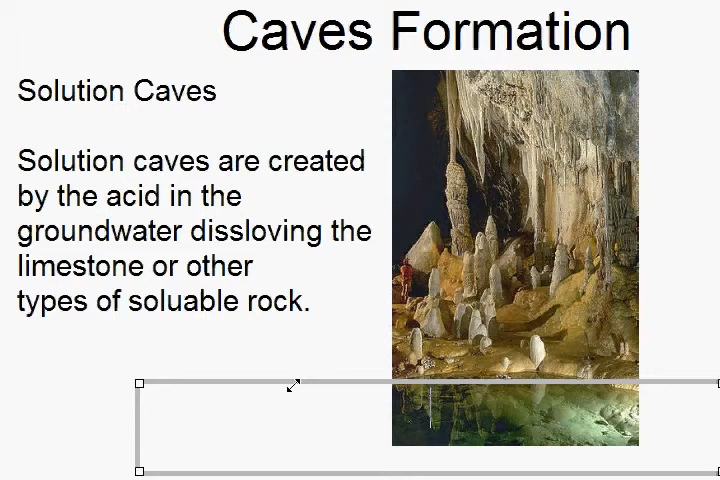 Caves Formation
Solution Caves
Solution caves are created
by the acid in the
groundwater dissloving the
limestone or other
types of soluable rock.